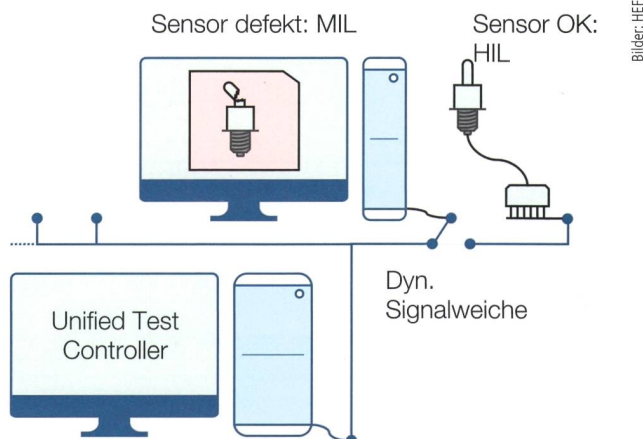 Sensor defekt: MIL
Sensor OK:
HIL
Bilder: HEF
Dyn.
Signalweiche
Unified Test
Controller